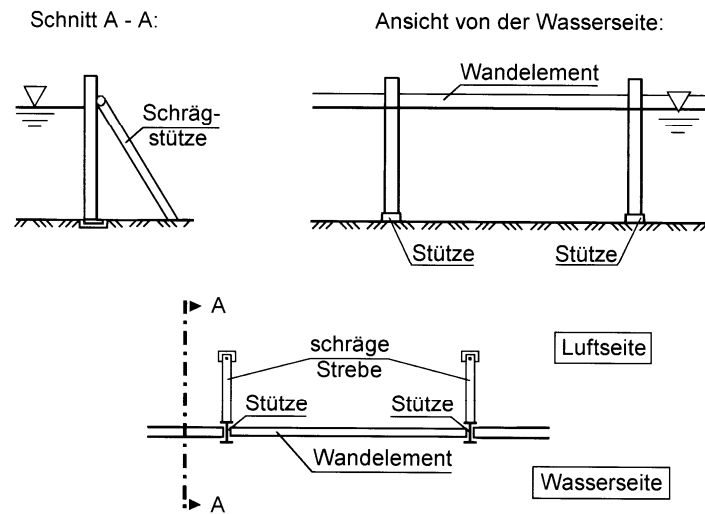 Schnitt A - A:
Ansicht von der Wasserseite:
Schräg-
stütze
Wandelement
Stütze
Stütze
A
schräge
Strebe
Luftseite
Stütze
Stütze
Wandelement
Wasserseite
A